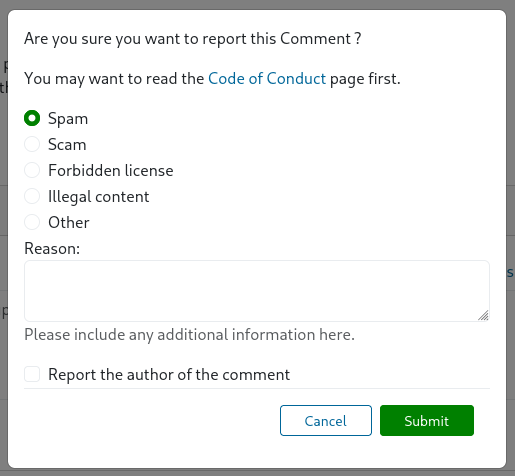 Are you sure you want to report this Comment ?
You may want to read the Code of Conduct page first.
Spam
Scam
Forbidden license
Illegal content
Other
Reason:
Please include any additional information here.
Report the author of the comment
Cancel
Submit